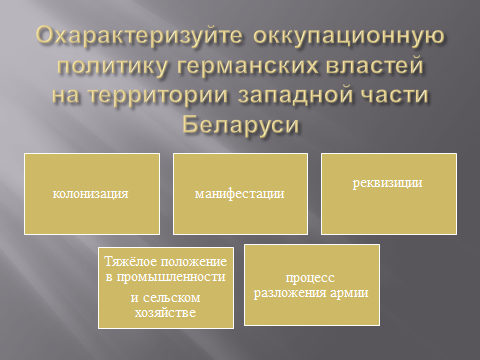 Охарактеризуйте оккупационную
политику германских властей
на территории западной части
Беларуси
колонизация
манифестации
реквизиции
Тяжёлое положение
в промышленности
и сельском
хозяйстве
процесс
разложения армии